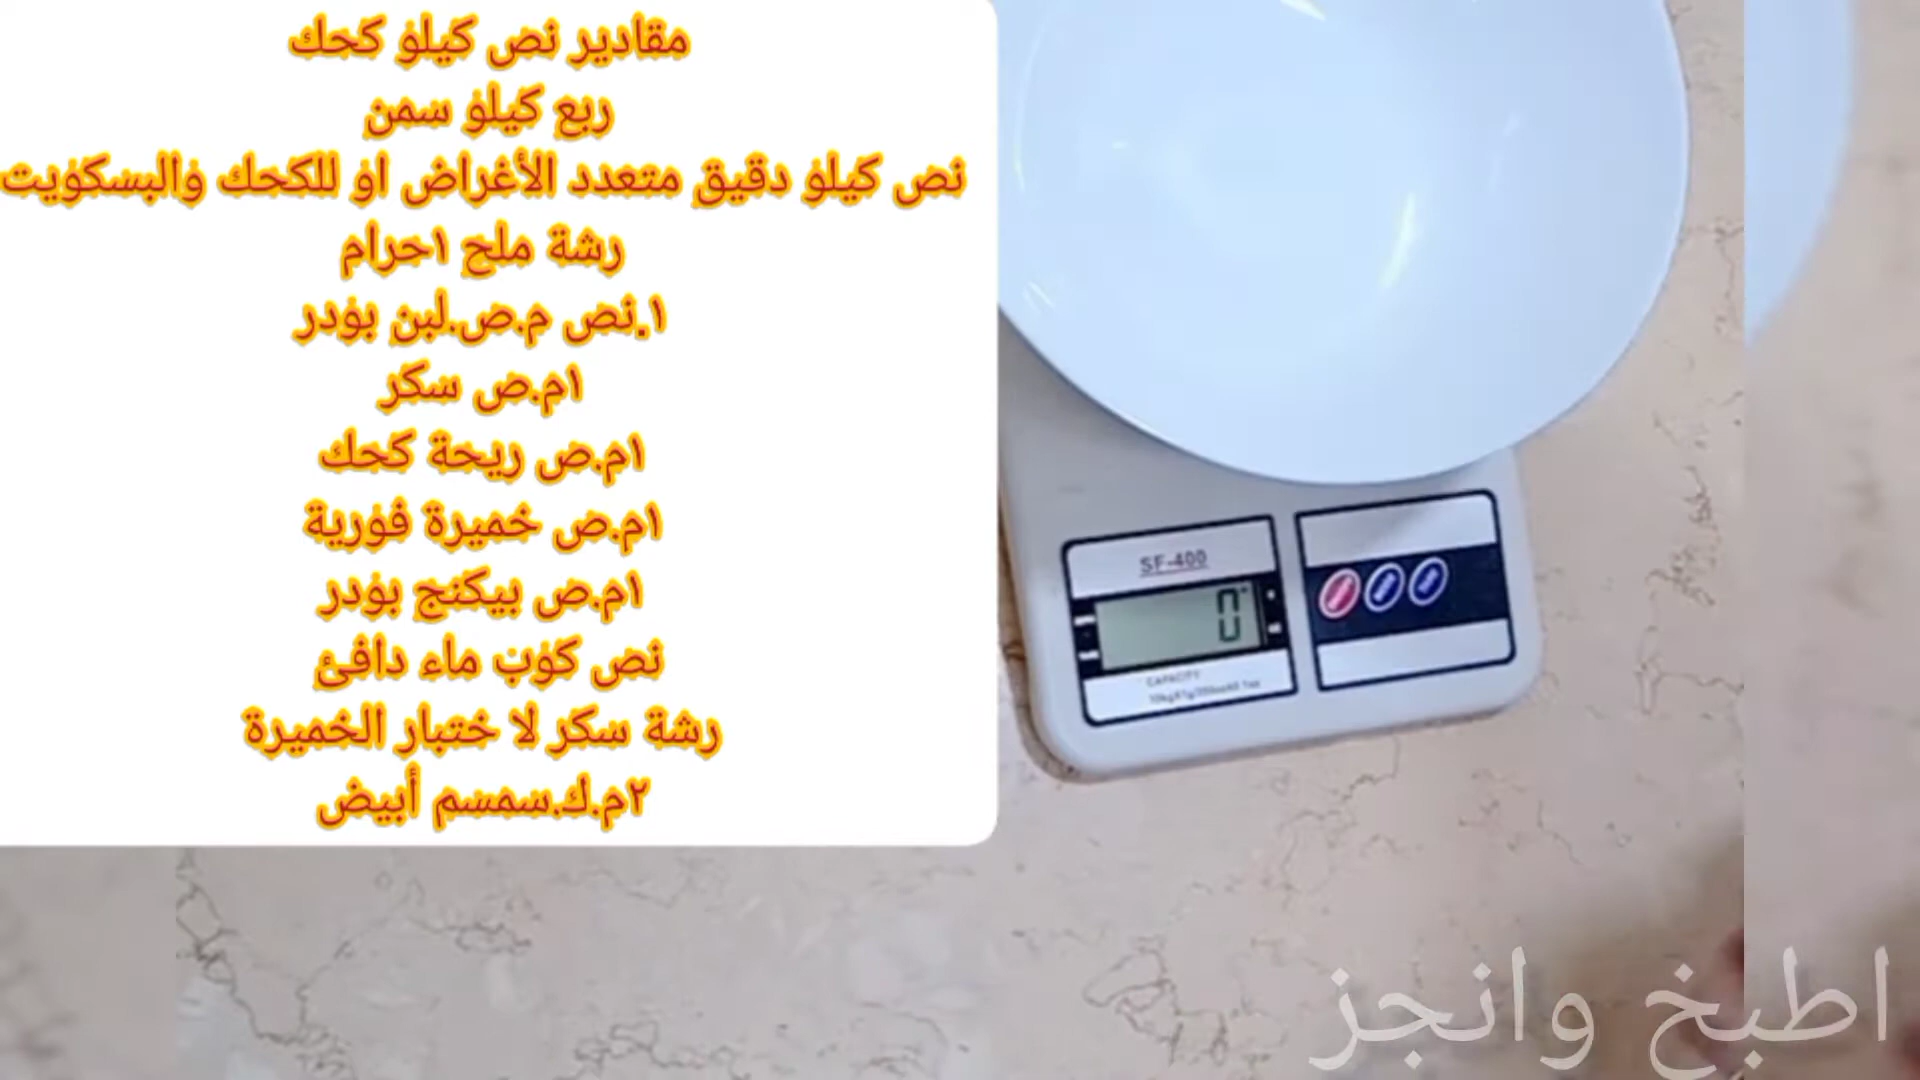 مقادير نص كيلو كحك
ربع كيلو سمن
نص كيلو دقيق متعدد الأغراض او للكحك والبسكويت
رشة ملح ١حرام
١.نص م.ص.لبن بودر
١م.ص سكر
١م.ص ريحة كحك
١م.ص خميرة فورية
١م.ص بيكنج بودر
نص كوب ماء دافئ
رشة سكر لا ختبار الخميرة
٢م.ك.سمسم أبيض
SF-400
0
CAPACITY
اطبخ وانجز